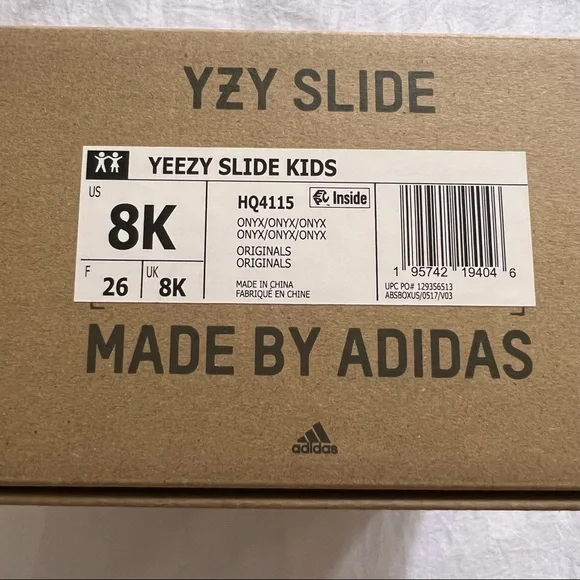 YZY SLIDE
YEEZY SLIDE KIDS
US
8K
F
26
UK
8K
HQ4115
Inside
ONYX/ONYX/ONYX
ONYX/ONYX/ONYX
ORIGINALS
ORIGINALS
MADE IN CHINA
FABRIQUÉ EN CHINE
1 95742 19404 6
UPC PO# 129356513
ABSBOXUS/0517/V03
MADE BY ADIDAS
adidas